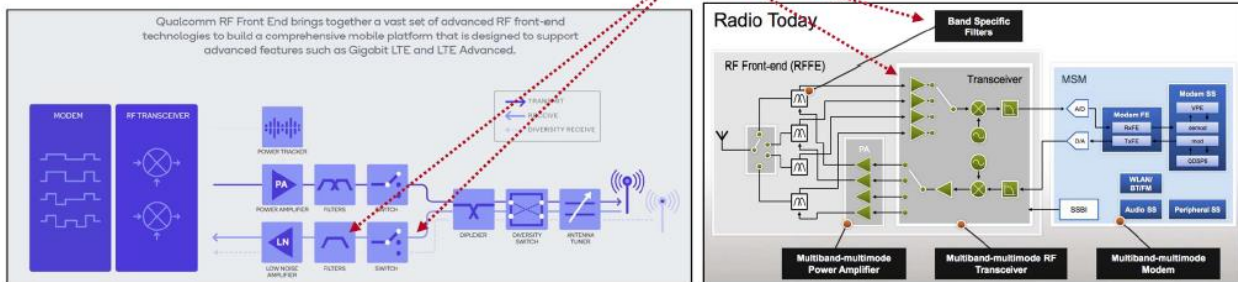 Qualcomm RF Front End brings together a vast set of advanced RF front-end
technologies to build a comprehensive mobile platform that is designed to support
advanced features such as Gigabit LTE and LTE Advanced.
MODEM
RF TRANSCEIVER
POWER TRACKER
TRANSMIT
RECEIVE
DIVERSITY RECEIVE
PA
POWER AMPLIFIER
FILTERS
SWITCH
LN
LOW NOISE
AMPLIFIER
FILTERS
SWITCH
DIPLEXER
DIVERSITY
SWITCH
ANTENNA
TUNER
Radio Today
Band Specific
Filters
RF Front-end (RFFE)
Transceiver
PA
MSM
A/D
D/A
Modem FE
RxFE
TxFE
Modem SS
VPE
QDSP6
WLAN/
BT/FM
SSBI
Audio SS
Peripheral SS
Multiband-multimode
Power Amplifier
Multiband-multimode RF
Transceiver
Multiband-multimode
Modem